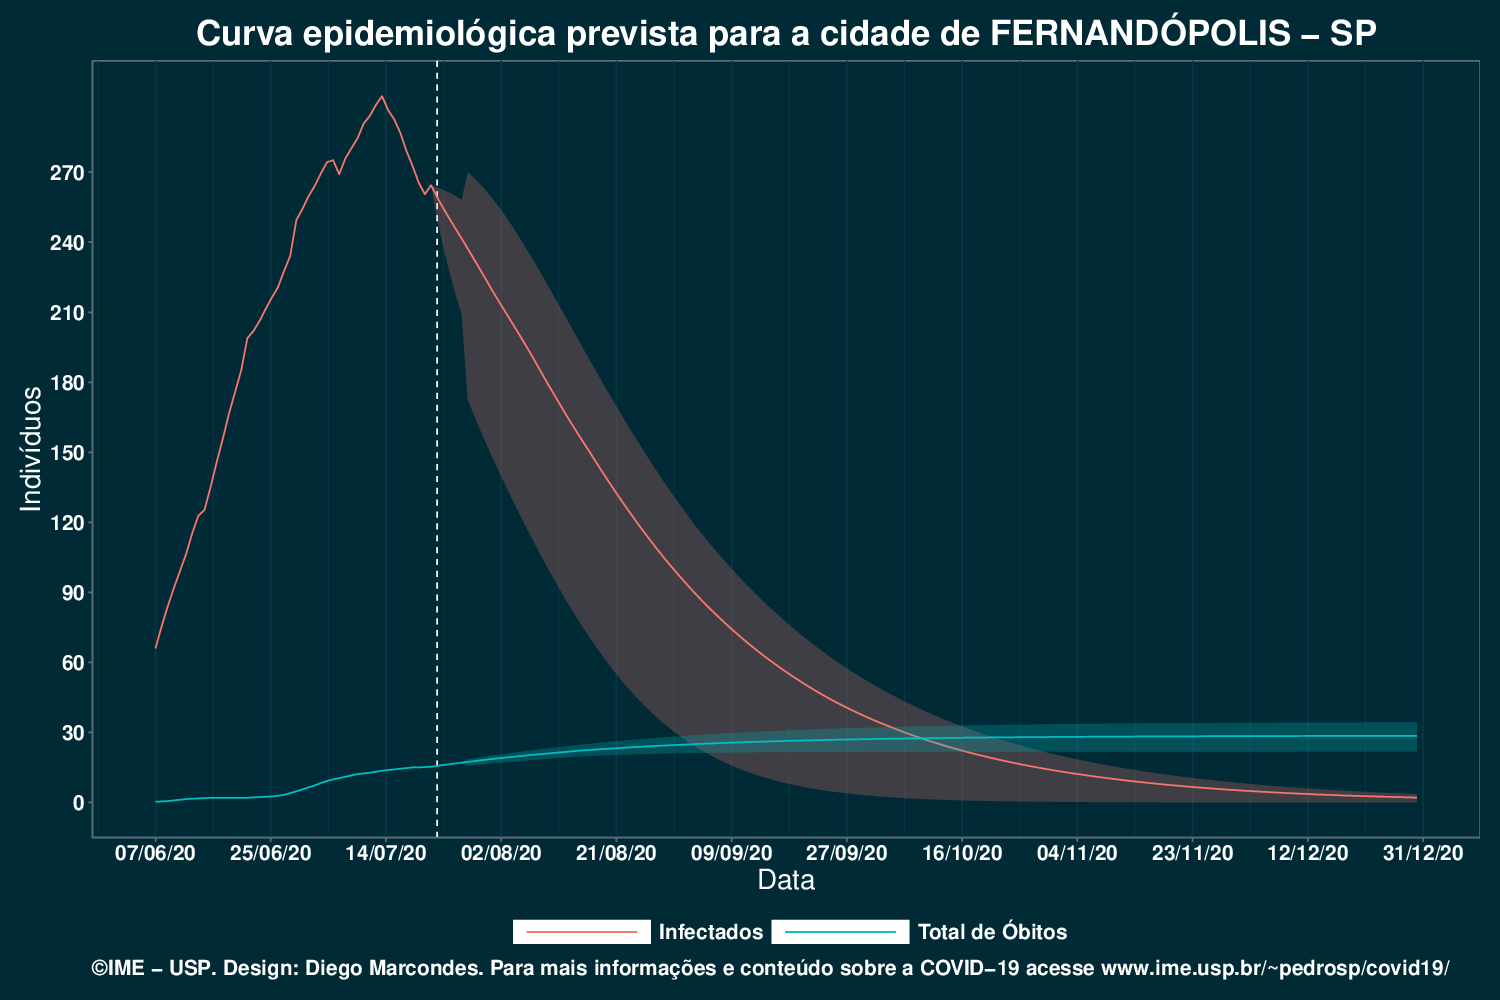 Curva epidemiológica prevista para a cidade de FERNANDÓPOLIS – SP
Indivíduos
270
240
210
180
150
120
90
60
30
0
07/06/20 25/06/20 14/07/20 02/08/20 21/08/20 09/09/20 27/09/20 16/10/20 04/11/20 23/11/20 12/12/20 31/12/20
Data
Infectados Total de Óbitos
©IME – USP. Design: Diego Marcondes. Para mais informações e conteúdo sobre a COVID–19 acesse www.ime.usp.br/~pedrosp/covid19/